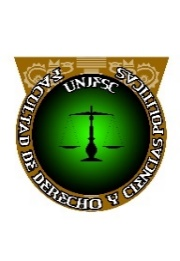 UNJFSC
FACULTAD DE DERECHO Y CIENCIAS POLITICAS